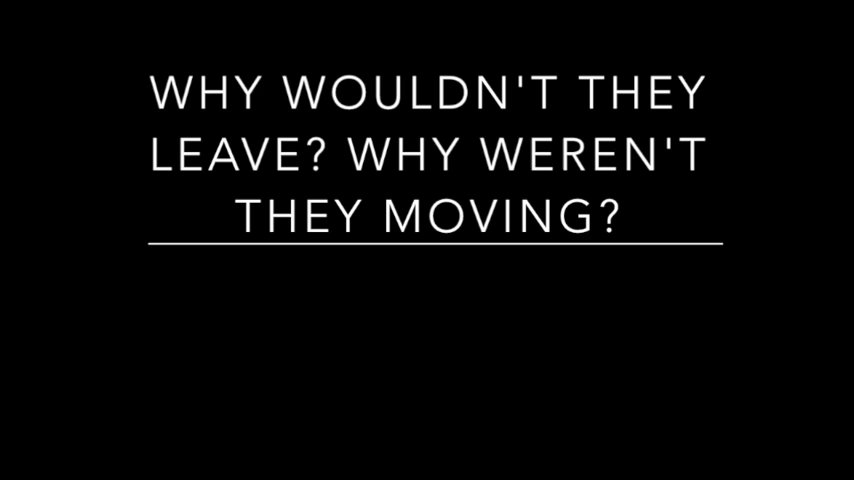 WHY WOULDN'T THEY
LEAVE? WHY WEREN'T
THEY MOVING?